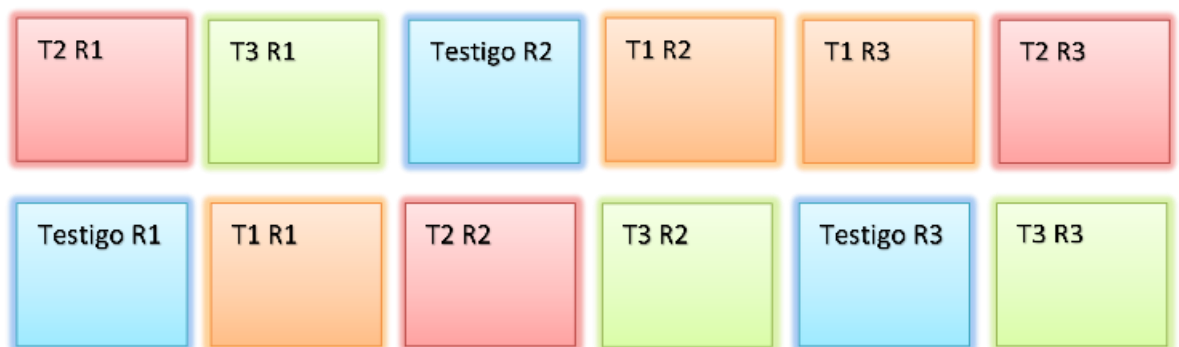 T2 R1
T3 R1
Testigo R2
T1 R2
T1 R3
T2 R3
Testigo R1
T1 R1
T2 R2
T3 R2
Testigo R3
T3 R3